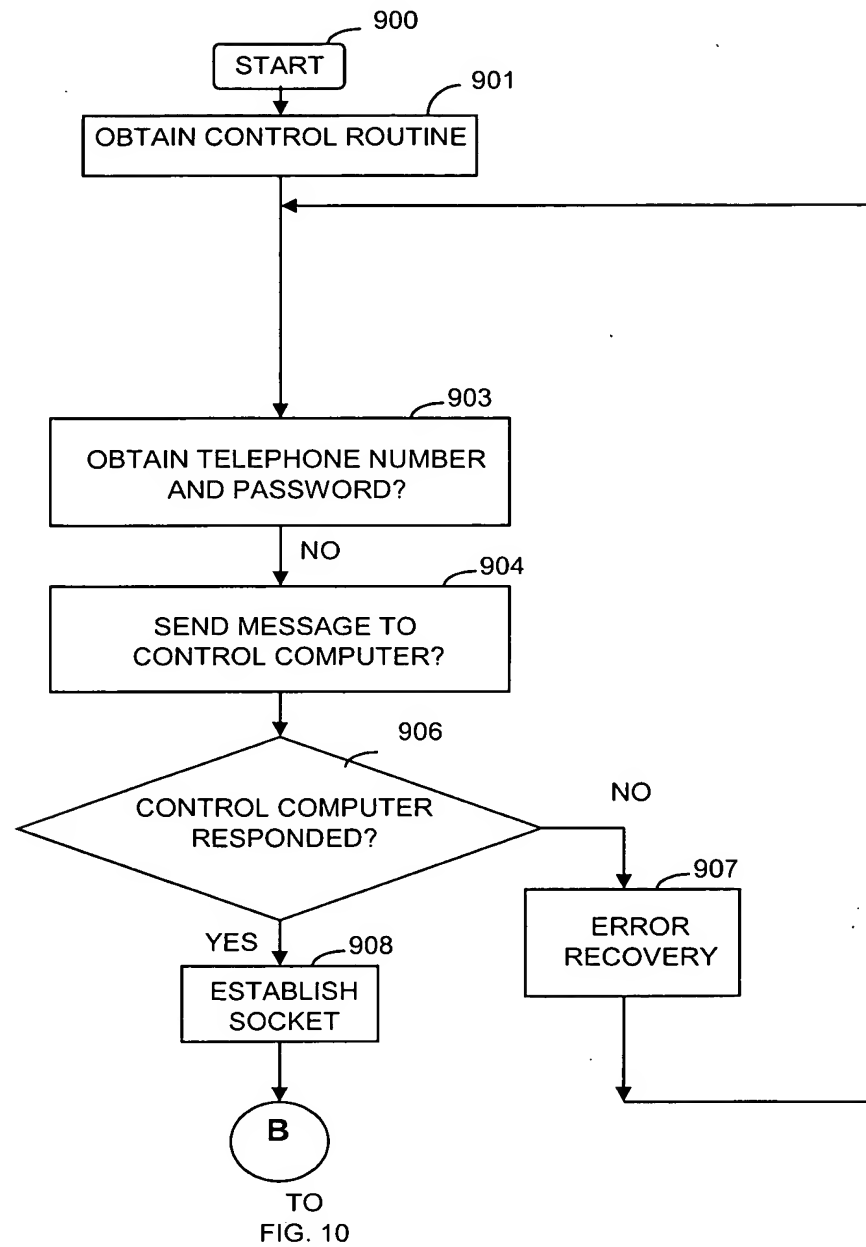 900
START
901
OBTAIN CONTROL ROUTINE
903
OBTAIN TELEPHONE NUMBER
AND PASSWORD?
NO
904
SEND MESSAGE TO
CONTROL COMPUTER?
906
CONTROL COMPUTER
RESPONDED?
NO
907
ERROR
RECOVERY
YES
908
ESTABLISH
SOCKET
B
TO
FIG. 10